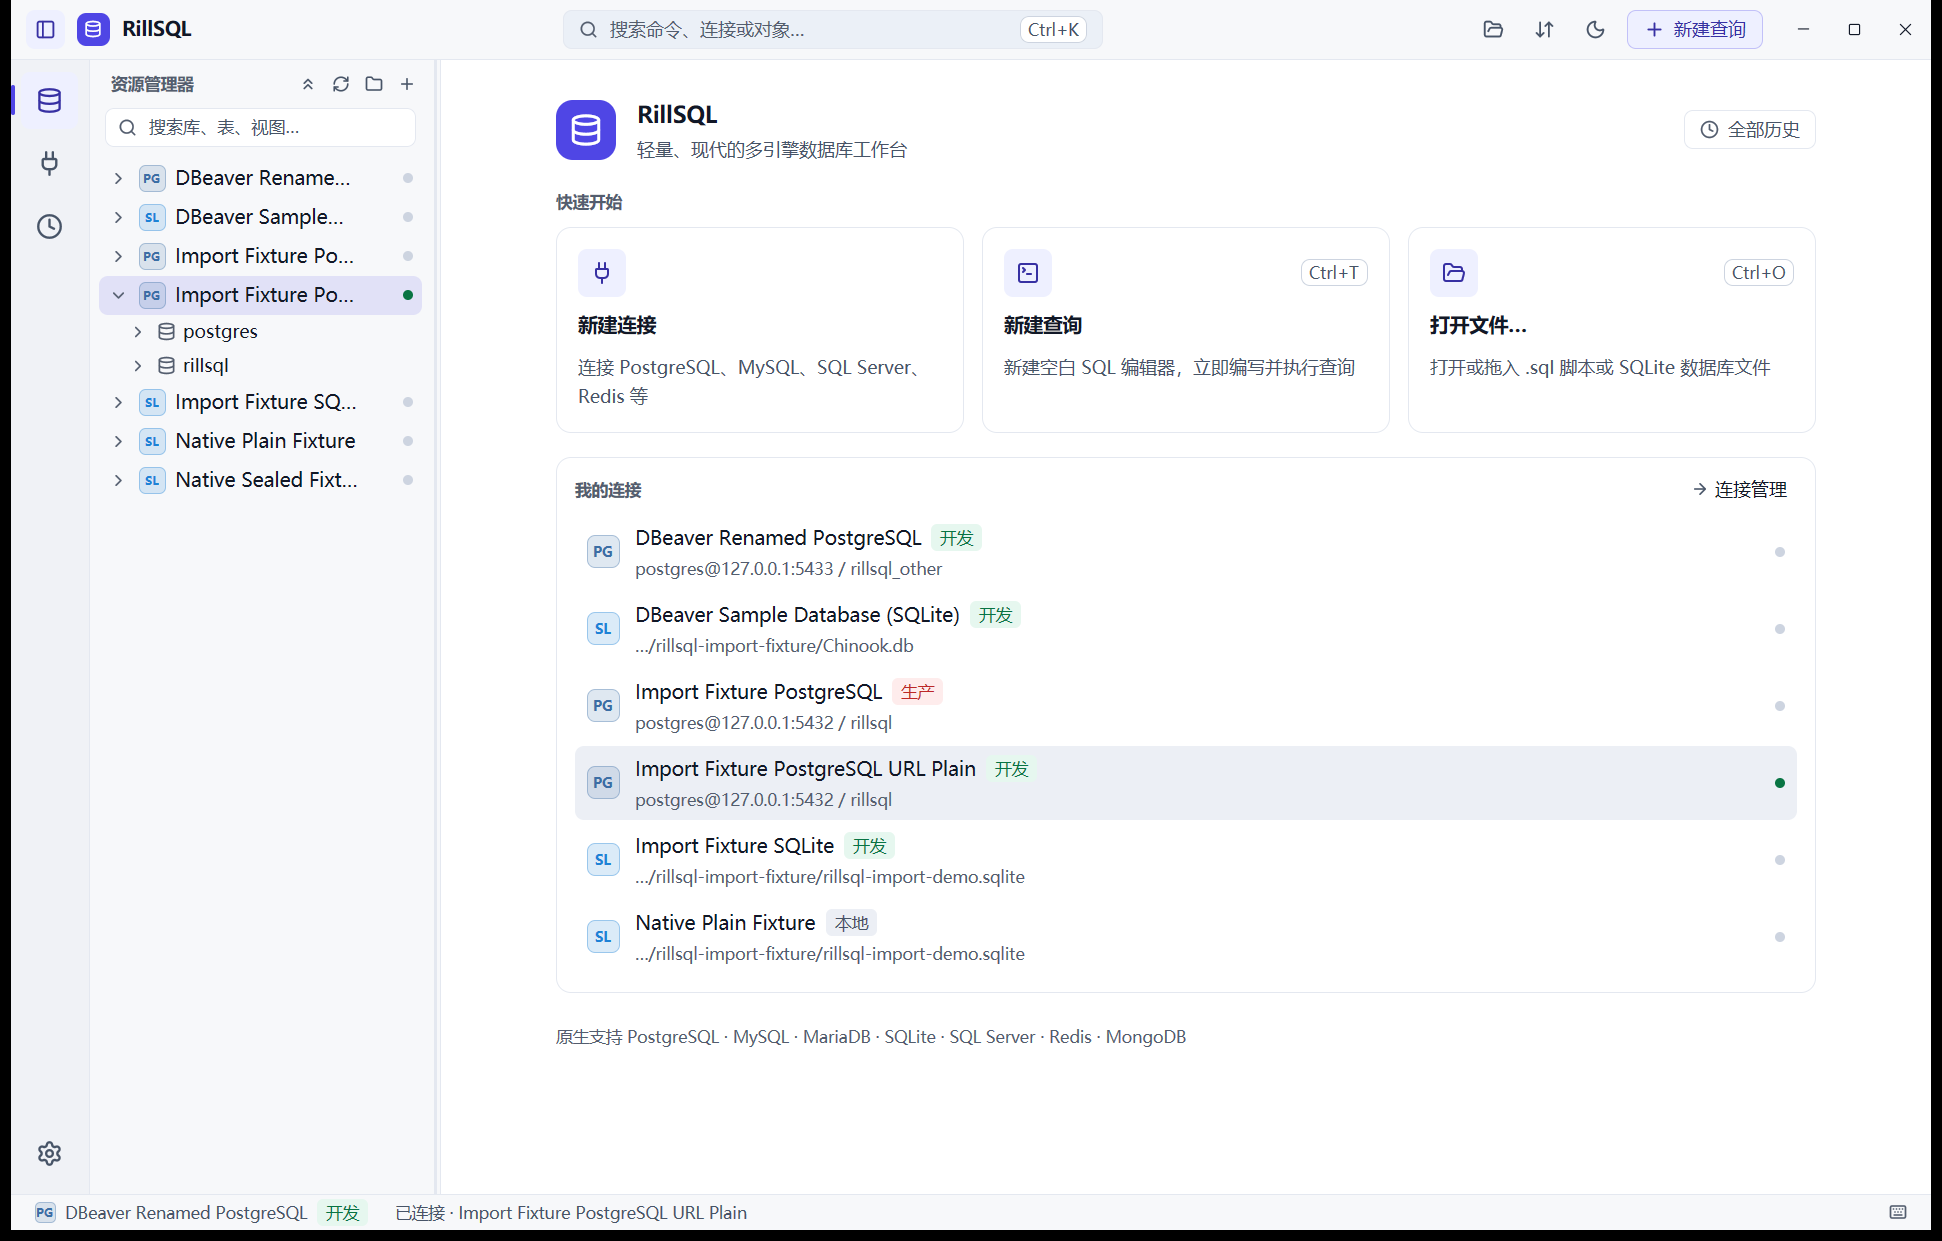 RillSQL
搜索命令、连接或对象...
Ctrl+K
新建查询
资源管理器
搜索库、表、视图...
PG DBeaver Rename...
SL DBeaver Sample...
PG Import Fixture Po...
PG Import Fixture Po...
postgres
rillsql
SL Import Fixture SQ...
SL Native Plain Fixture
SL Native Sealed Fixt...
RillSQL
轻量、现代的多引擎数据库工作台
全部历史
快速开始
新建连接
连接 PostgreSQL、MySQL、SQL Server、
Redis 等
Ctrl+T
新建查询
新建空白 SQL 编辑器，立即编写并执行查询
Ctrl+O
打开文件...
打开或拖入 .sql 脚本或 SQLite 数据库文件
我的连接
连接管理
PG
DBeaver Renamed PostgreSQL 开发
postgres@127.0.0.1:5433 / rillsql_other
SL
DBeaver Sample Database (SQLite) 开发
.../rillsql-import-fixture/Chinook.db
PG
Import Fixture PostgreSQL 生产
postgres@127.0.0.1:5432 / rillsql
PG
Import Fixture PostgreSQL URL Plain 开发
postgres@127.0.0.1:5432 / rillsql
SL
Import Fixture SQLite 开发
.../rillsql-import-fixture/rillsql-import-demo.sqlite
SL
Native Plain Fixture 本地
.../rillsql-import-fixture/rillsql-import-demo.sqlite
原生支持 PostgreSQL · MySQL · MariaDB · SQLite · SQL Server · Redis · MongoDB
PG DBeaver Renamed PostgreSQL 开发 已连接 · Import Fixture PostgreSQL URL Plain